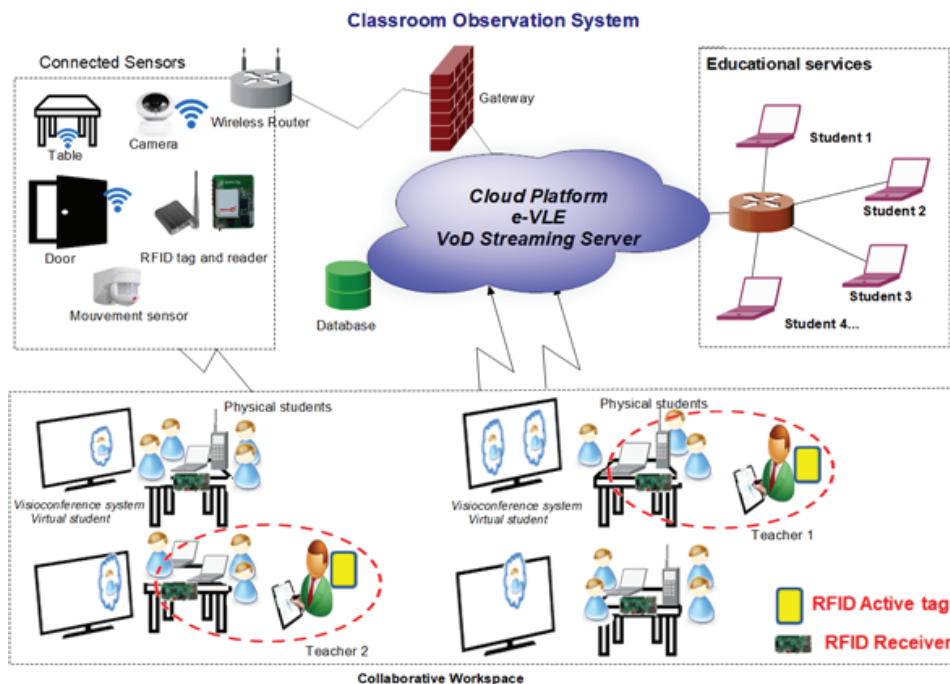 Classroom Observation System
Connected Sensors
Table
Camera
Wireless Router
Door
RFID tag and reader
Mouvement sensor
Gateway
Cloud Platform
e-VLE
VoD Streaming Server
Database
Educational services
Student 1
Student 2
Student 3
Student 4...
Physical students
Visioconference system
Virtual student
Teacher 2
Physical students
Visioconference system
Virtual student
Teacher 1
RFID Active tag
RFID Receiver
Collaborative Workspace